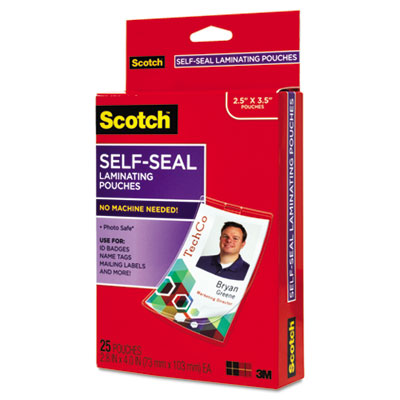 Scotch
SELF-SEAL LAMINATING POUCHES
2.5" X 3.5"
POUCHES
Scotch
SELF-SEAL
LAMINATING
POUCHES
NO MACHINE NEEDED!
• Photo Safe*
USE FOR:
ID BADGES
NAME TAGS
MAILING LABELS
AND MORE!
TechCo
Bryan
Greene
Marketing Director
25 POUCHES
3M
Scotch
SELF-SEAL LAMINATING POUCHES